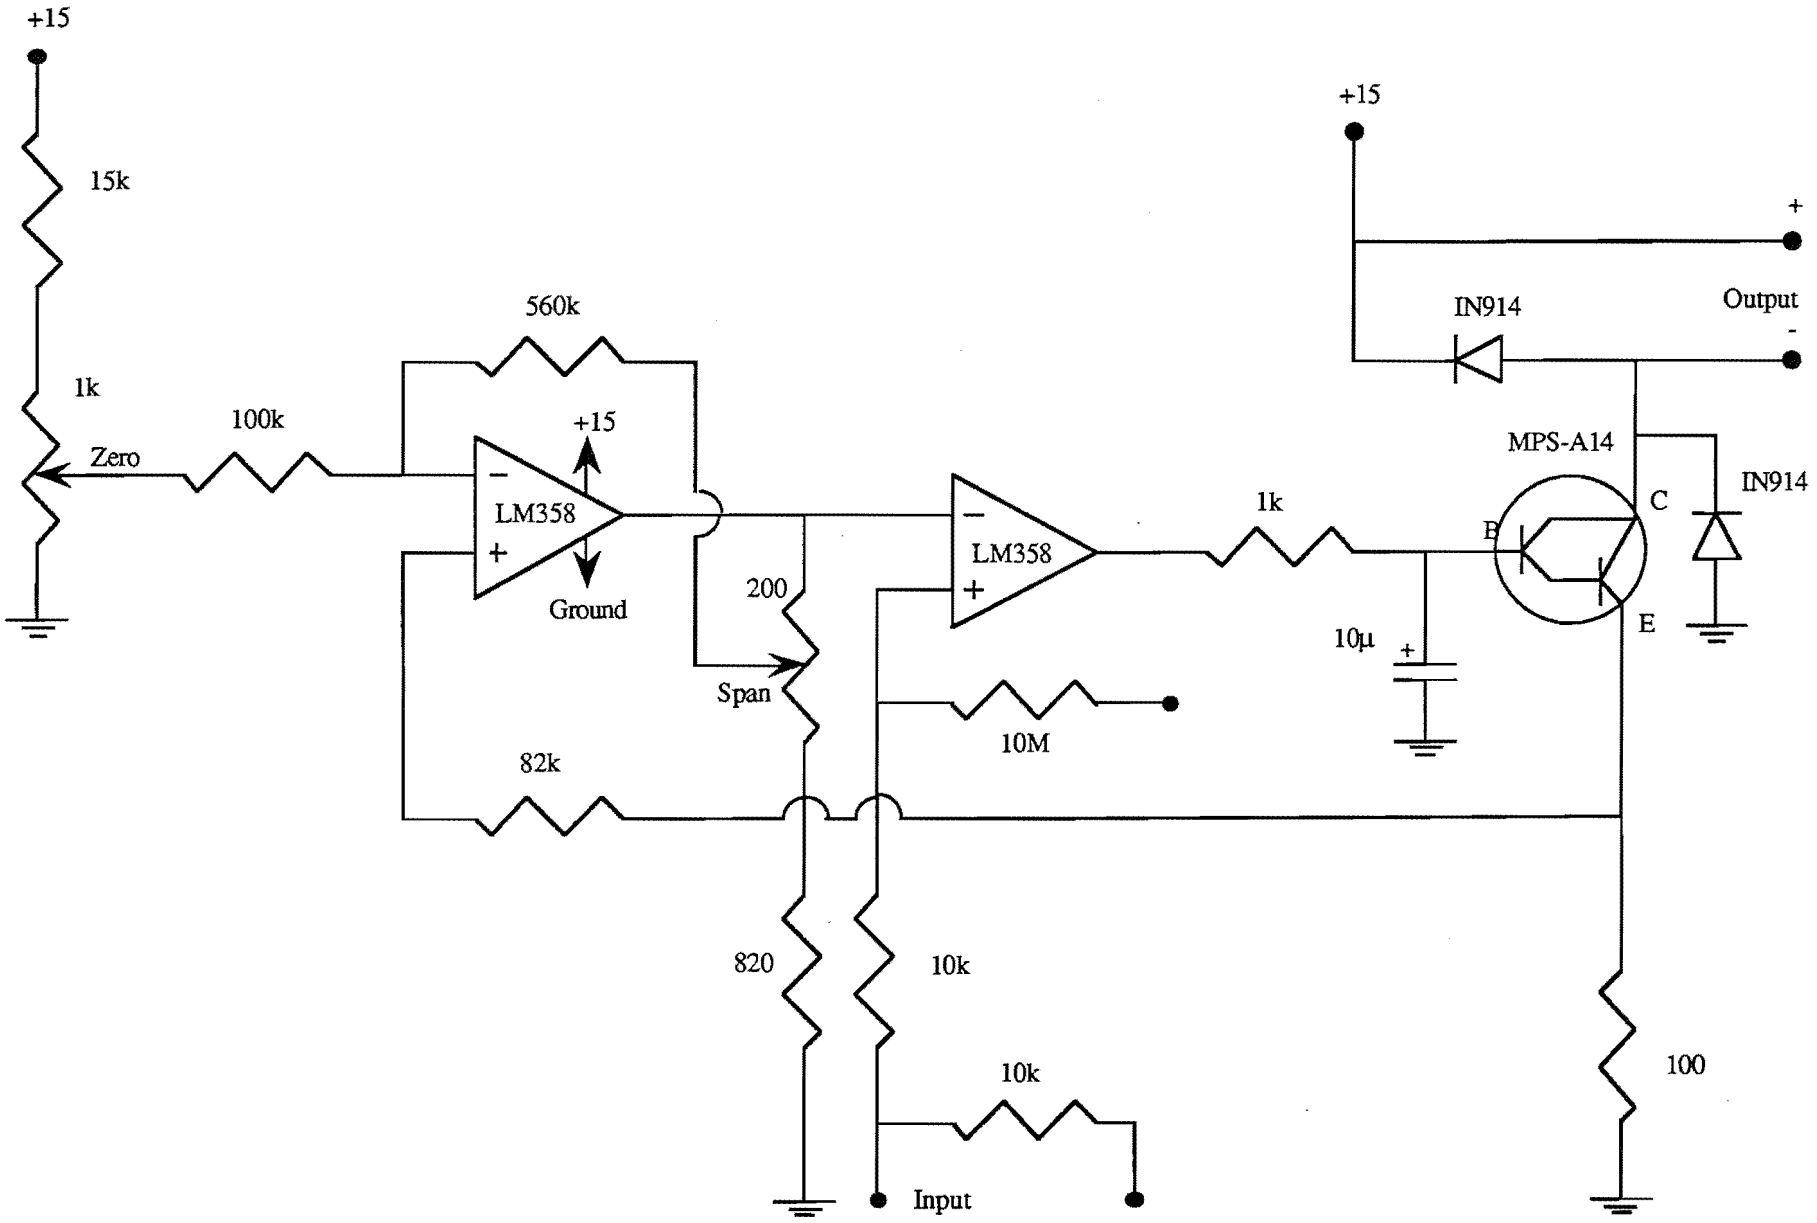 +15
+15
15k
+
IN914
Output
-
560k
1k
100k
+15
MPS-A14
Zero
IN914
C
1k
−
LM358
−
B
+
LM358
200
+
Ground
E
10µ
+
Span
10M
82k
820
10k
10k
100
Input